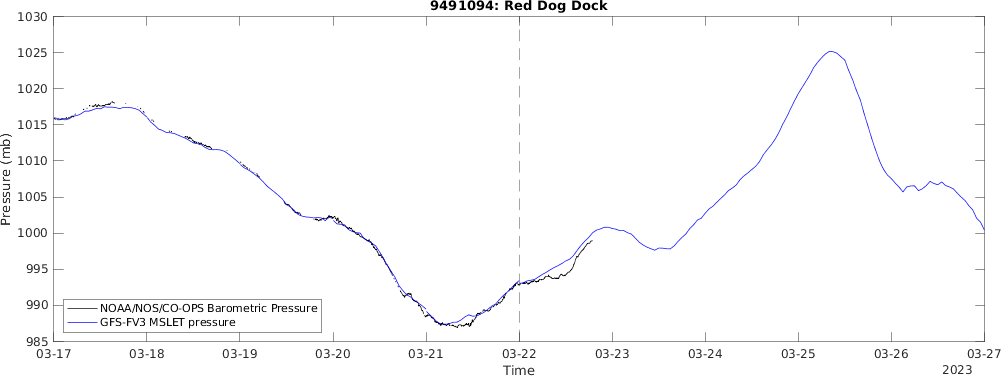 9491094: Red Dog Dock
1030
1025
1020
1015
1010
1005
1000
995
990
985
Pressure (mb)
NOAA/NOS/CO-OPS Barometric Pressure
GFS-FV3 MSLET pressure
03-17 03-18 03-19 03-20 03-21 03-22 03-23 03-24 03-25 03-26 03-27
Time
2023